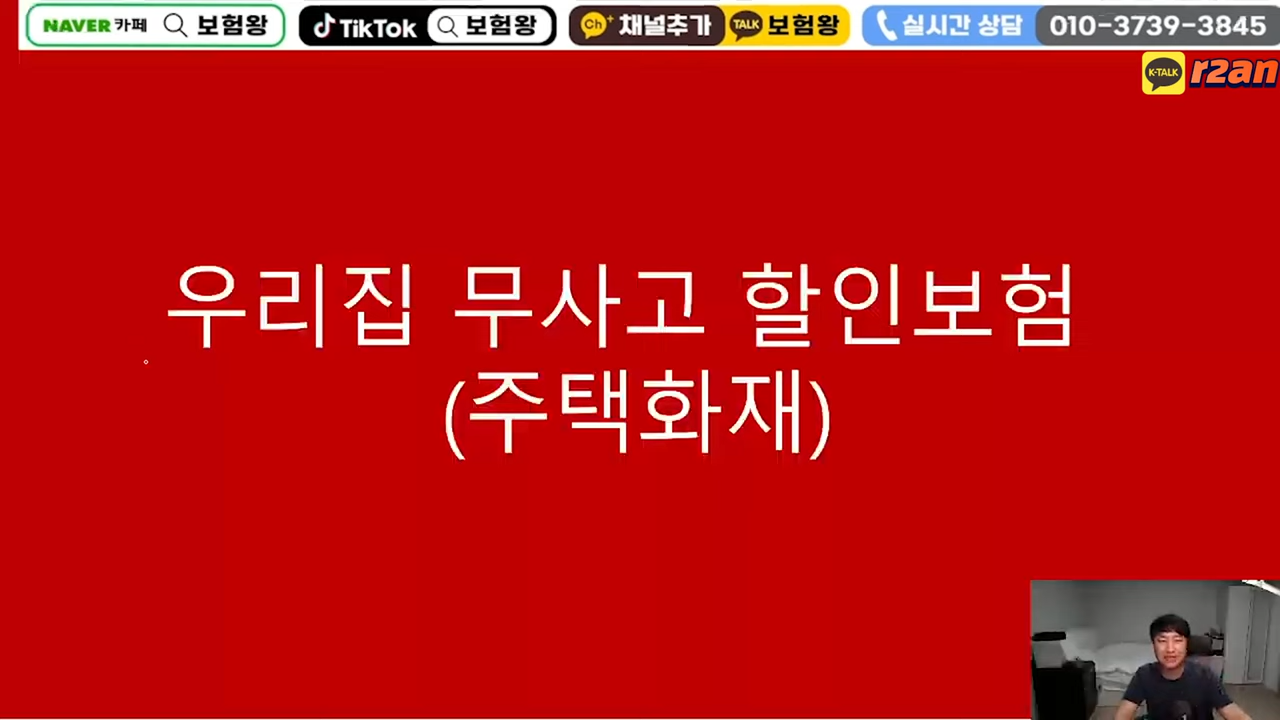 NAVER 카페 보험왕 TikTok 보험왕 Ch+ 채널추가 TALK 보험왕 실시간 상담 010-3739-3845
K-TALK r2an
우리집 무사고 할인보험
(주택화재)